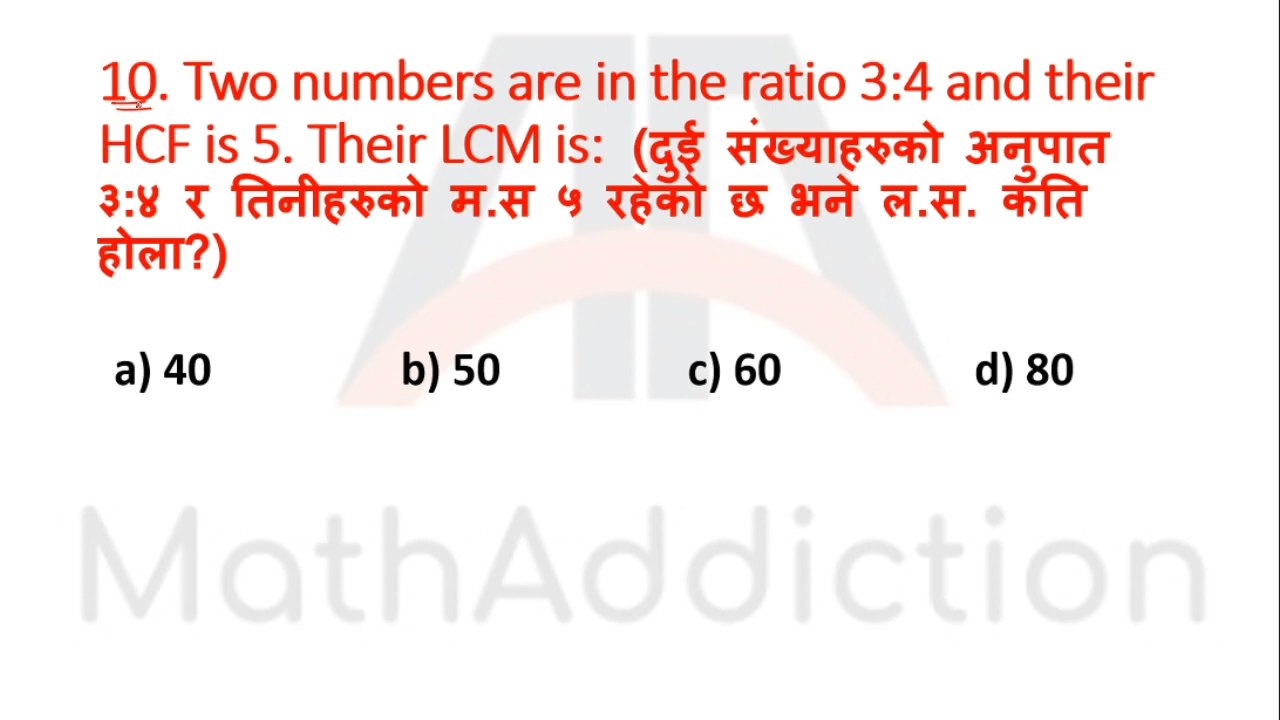 10. Two numbers are in the ratio 3:4 and their
HCF is 5. Their LCM is: (दुई संख्याहरुको अनुपात
३:४ र तिनीहरुको म.स ५ रहेको छ भने ल.स. कति
होला?)
a) 40 b) 50 c) 60 d) 80
MathAddiction